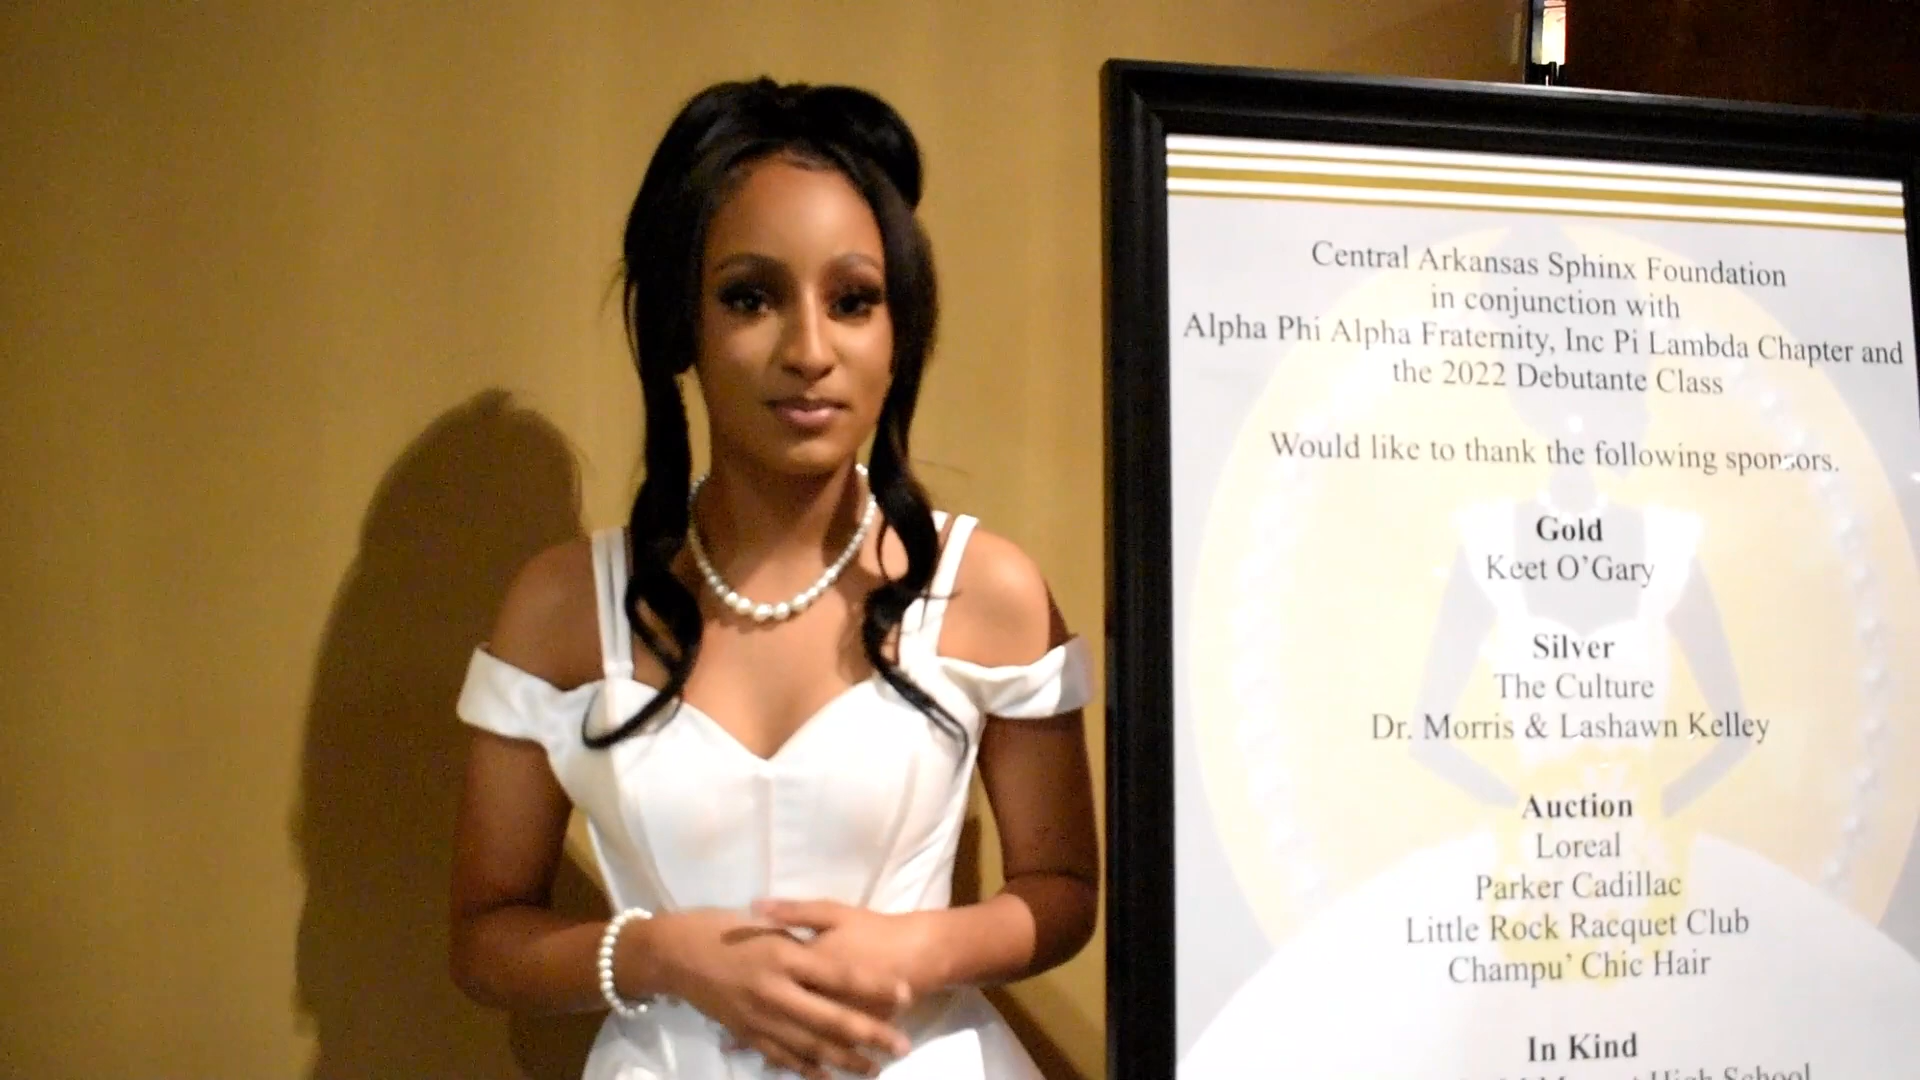 Central Arkansas Sphinx Foundation
in conjunction with
Alpha Phi Alpha Fraternity, Inc Pi Lambda Chapter and
the 2022 Debutante Class
Would like to thank the following sponsors.
Gold
Keet O'Gary
Silver
The Culture
Dr. Morris & Lashawn Kelley
Auction
Loreal
Parker Cadillac
Little Rock Racquet Club
Champu' Chic Hair
In Kind
High School